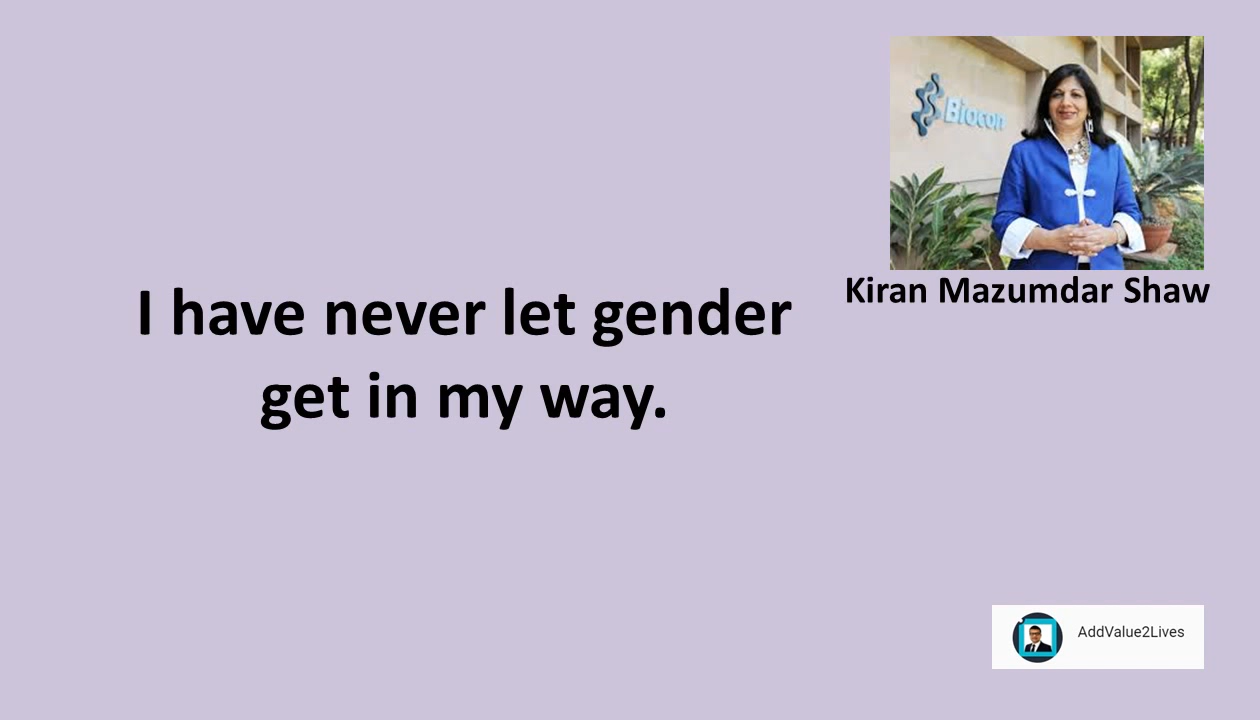 Biocon
Kiran Mazumdar Shaw
I have never let gender
get in my way.
AddValue2Lives